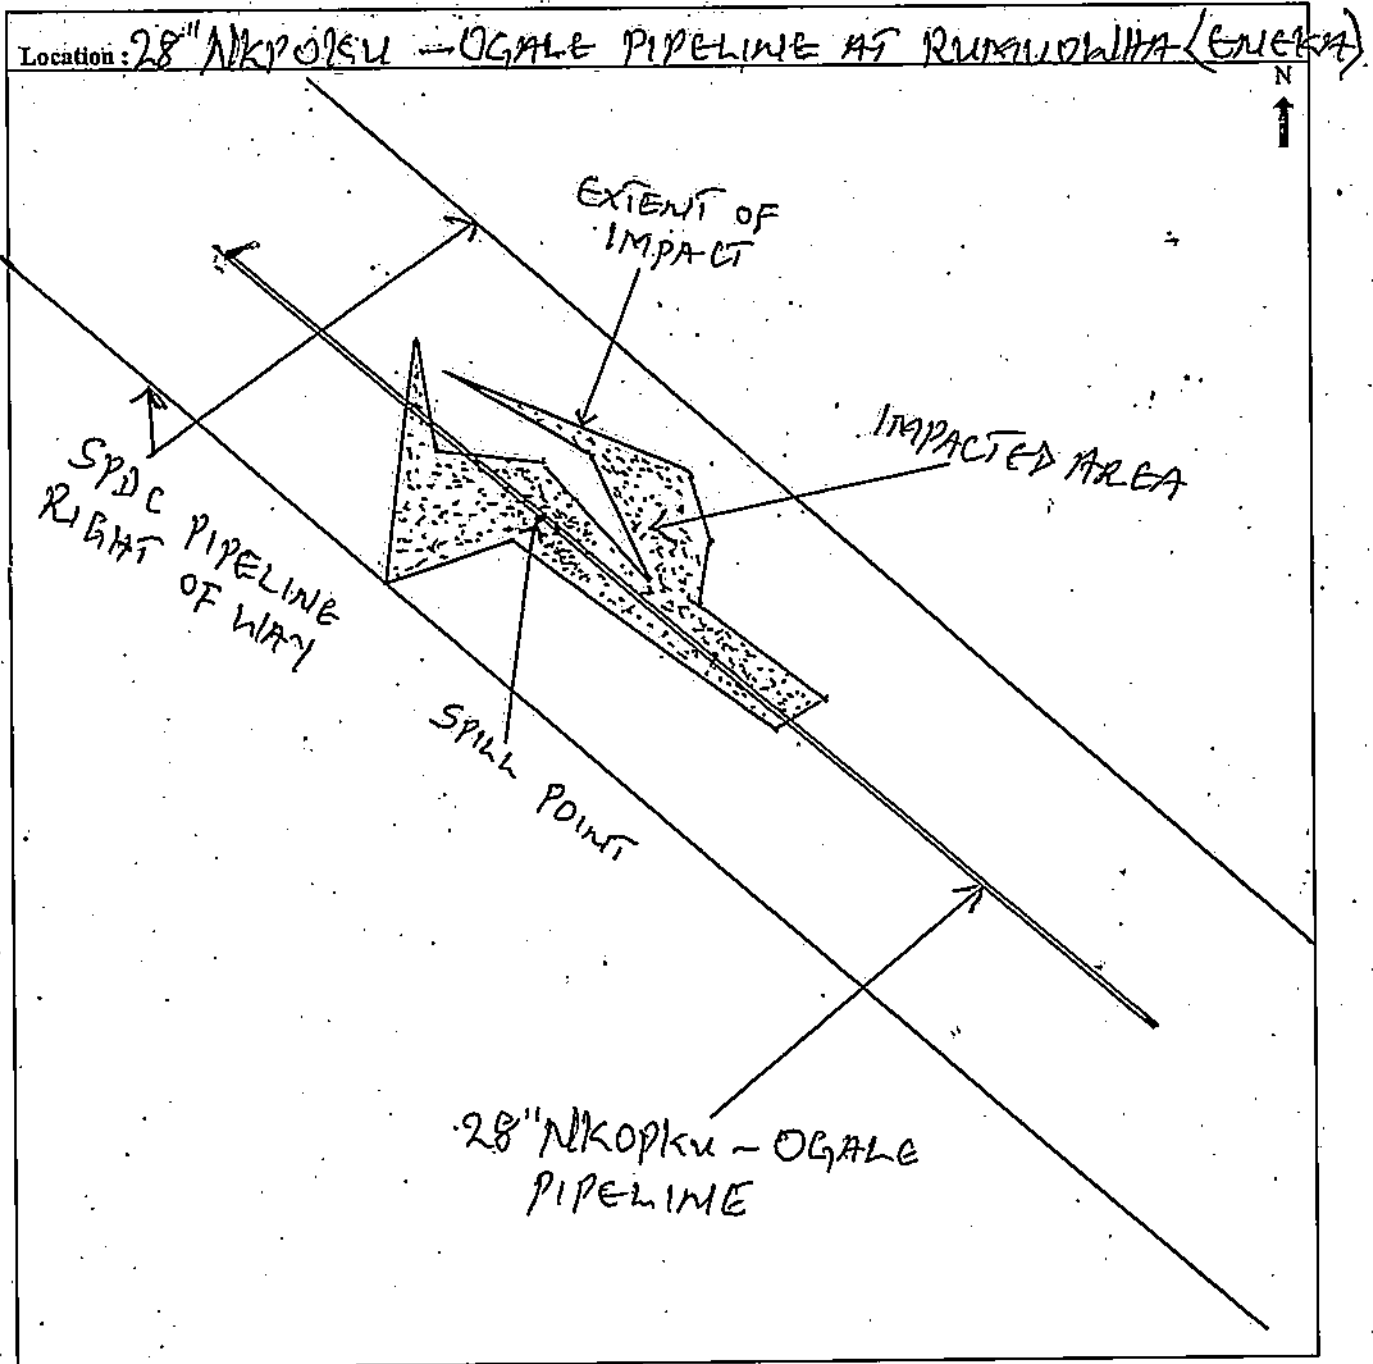 Location: 28" NKPOKU - OGALE PIPELINE AT RUMUOWHA (ENEKA)
N
EXTENT OF
IMPACT
IMPACTED AREA
SPDC PIPELINE
RIGHT OF WAY
SPILL POINT
28" NKOPKU - OGALE
PIPELINE